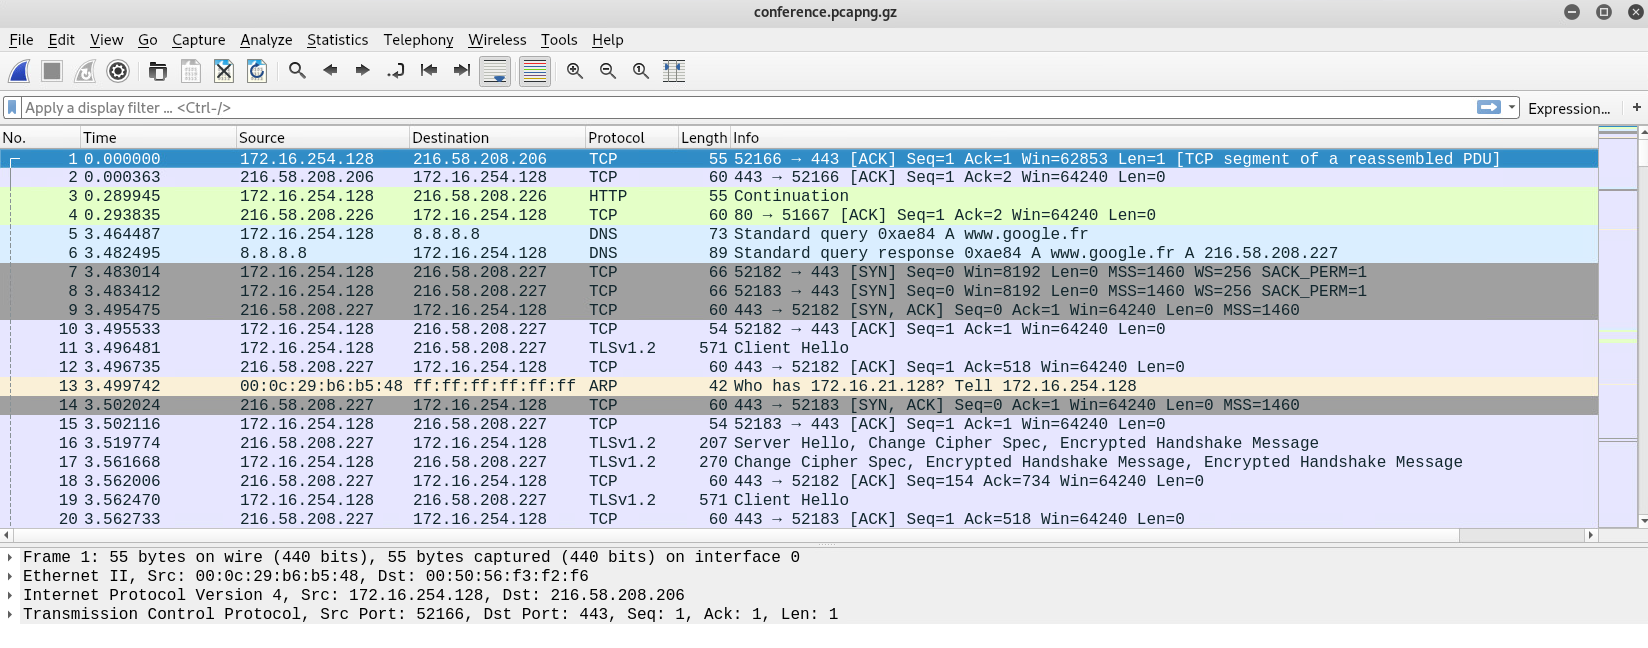 conference.pcapng.gz
File Edit View Go Capture Analyze Statistics Telephony Wireless Tools Help
Apply a display filter ... <Ctrl-/> Expression... +
No. Time Source Destination Protocol Length Info
1 0.000000 172.16.254.128 216.58.208.206 TCP 55 52166 → 443 [ACK] Seq=1 Ack=1 Win=62853 Len=1 [TCP segment of a reassembled PDU]
2 0.000363 216.58.208.206 172.16.254.128 TCP 60 443 → 52166 [ACK] Seq=1 Ack=2 Win=64240 Len=0
3 0.289945 172.16.254.128 216.58.208.226 HTTP 55 Continuation
4 0.293835 216.58.208.226 172.16.254.128 TCP 60 80 → 51667 [ACK] Seq=1 Ack=2 Win=64240 Len=0
5 3.464487 172.16.254.128 8.8.8.8 DNS 73 Standard query 0xae84 A www.google.fr
6 3.482495 8.8.8.8 172.16.254.128 DNS 89 Standard query response 0xae84 A www.google.fr A 216.58.208.227
7 3.483014 172.16.254.128 216.58.208.227 TCP 66 52182 → 443 [SYN] Seq=0 Win=8192 Len=0 MSS=1460 WS=256 SACK_PERM=1
8 3.483412 172.16.254.128 216.58.208.227 TCP 66 52183 → 443 [SYN] Seq=0 Win=8192 Len=0 MSS=1460 WS=256 SACK_PERM=1
9 3.495475 216.58.208.227 172.16.254.128 TCP 60 443 → 52182 [SYN, ACK] Seq=0 Ack=1 Win=64240 Len=0 MSS=1460
10 3.495533 172.16.254.128 216.58.208.227 TCP 54 52182 → 443 [ACK] Seq=1 Ack=1 Win=64240 Len=0
11 3.496481 172.16.254.128 216.58.208.227 TLSv1.2 571 Client Hello
12 3.496735 216.58.208.227 172.16.254.128 TCP 60 443 → 52182 [ACK] Seq=1 Ack=518 Win=64240 Len=0
13 3.499742 00:0c:29:b6:b5:48 ff:ff:ff:ff:ff:ff ARP 42 Who has 172.16.21.128? Tell 172.16.254.128
14 3.502024 216.58.208.227 172.16.254.128 TCP 60 443 → 52183 [SYN, ACK] Seq=0 Ack=1 Win=64240 Len=0 MSS=1460
15 3.502116 172.16.254.128 216.58.208.227 TCP 54 52183 → 443 [ACK] Seq=1 Ack=1 Win=64240 Len=0
16 3.519774 216.58.208.227 172.16.254.128 TLSv1.2 207 Server Hello, Change Cipher Spec, Encrypted Handshake Message
17 3.561668 172.16.254.128 216.58.208.227 TLSv1.2 270 Change Cipher Spec, Encrypted Handshake Message, Encrypted Handshake Message
18 3.562006 216.58.208.227 172.16.254.128 TCP 60 443 → 52182 [ACK] Seq=154 Ack=734 Win=64240 Len=0
19 3.562470 172.16.254.128 216.58.208.227 TLSv1.2 571 Client Hello
20 3.562733 216.58.208.227 172.16.254.128 TCP 60 443 → 52183 [ACK] Seq=1 Ack=518 Win=64240 Len=0
Frame 1: 55 bytes on wire (440 bits), 55 bytes captured (440 bits) on interface 0
Ethernet II, Src: 00:0c:29:b6:b5:48, Dst: 00:50:56:f3:f2:f6
Internet Protocol Version 4, Src: 172.16.254.128, Dst: 216.58.208.206
Transmission Control Protocol, Src Port: 52166, Dst Port: 443, Seq: 1, Ack: 1, Len: 1